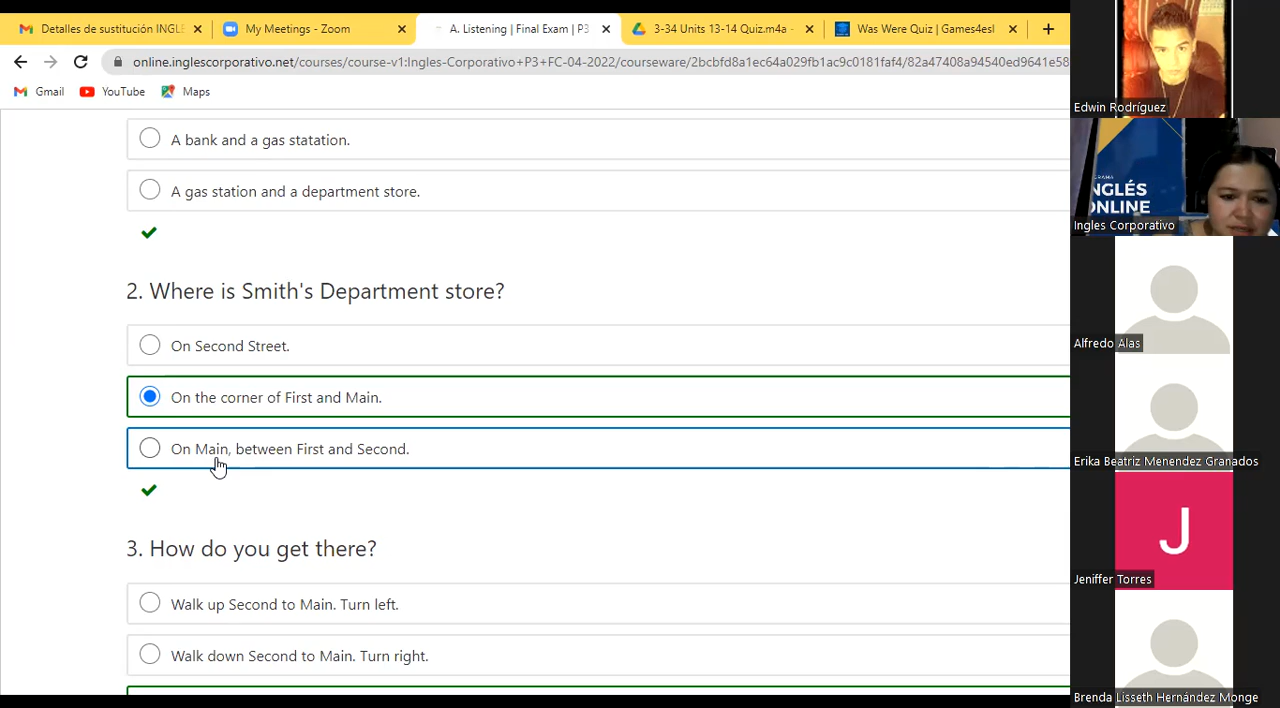 Detalles de sustitución INGLE
My Meetings - Zoom
A. Listening | Final Exam | P3
3-34 Units 13-14 Quiz.m4a -
Was Were Quiz | Games4esl
online.inglescorporativo.net/courses/course-v1:Ingles-Corporativo+P3+FC-04-2022/courseware/2bcbfd8a1ec64a029fb1ac9c0181faf4/82a47408a94540ed9641e58
Gmail
YouTube
Maps
A bank and a gas statation.
A gas station and a department store.
2. Where is Smith's Department store?
On Second Street.
On the corner of First and Main.
On Main, between First and Second.
3. How do you get there?
Walk up Second to Main. Turn left.
Walk down Second to Main. Turn right.
Edwin Rodríguez
NGLÉS
ONLINE
Ingles Corporativo
Alfredo Alas
Erika Beatriz Menendez Granados
J
Jeniffer Torres
Brenda Lisseth Hernández Monge